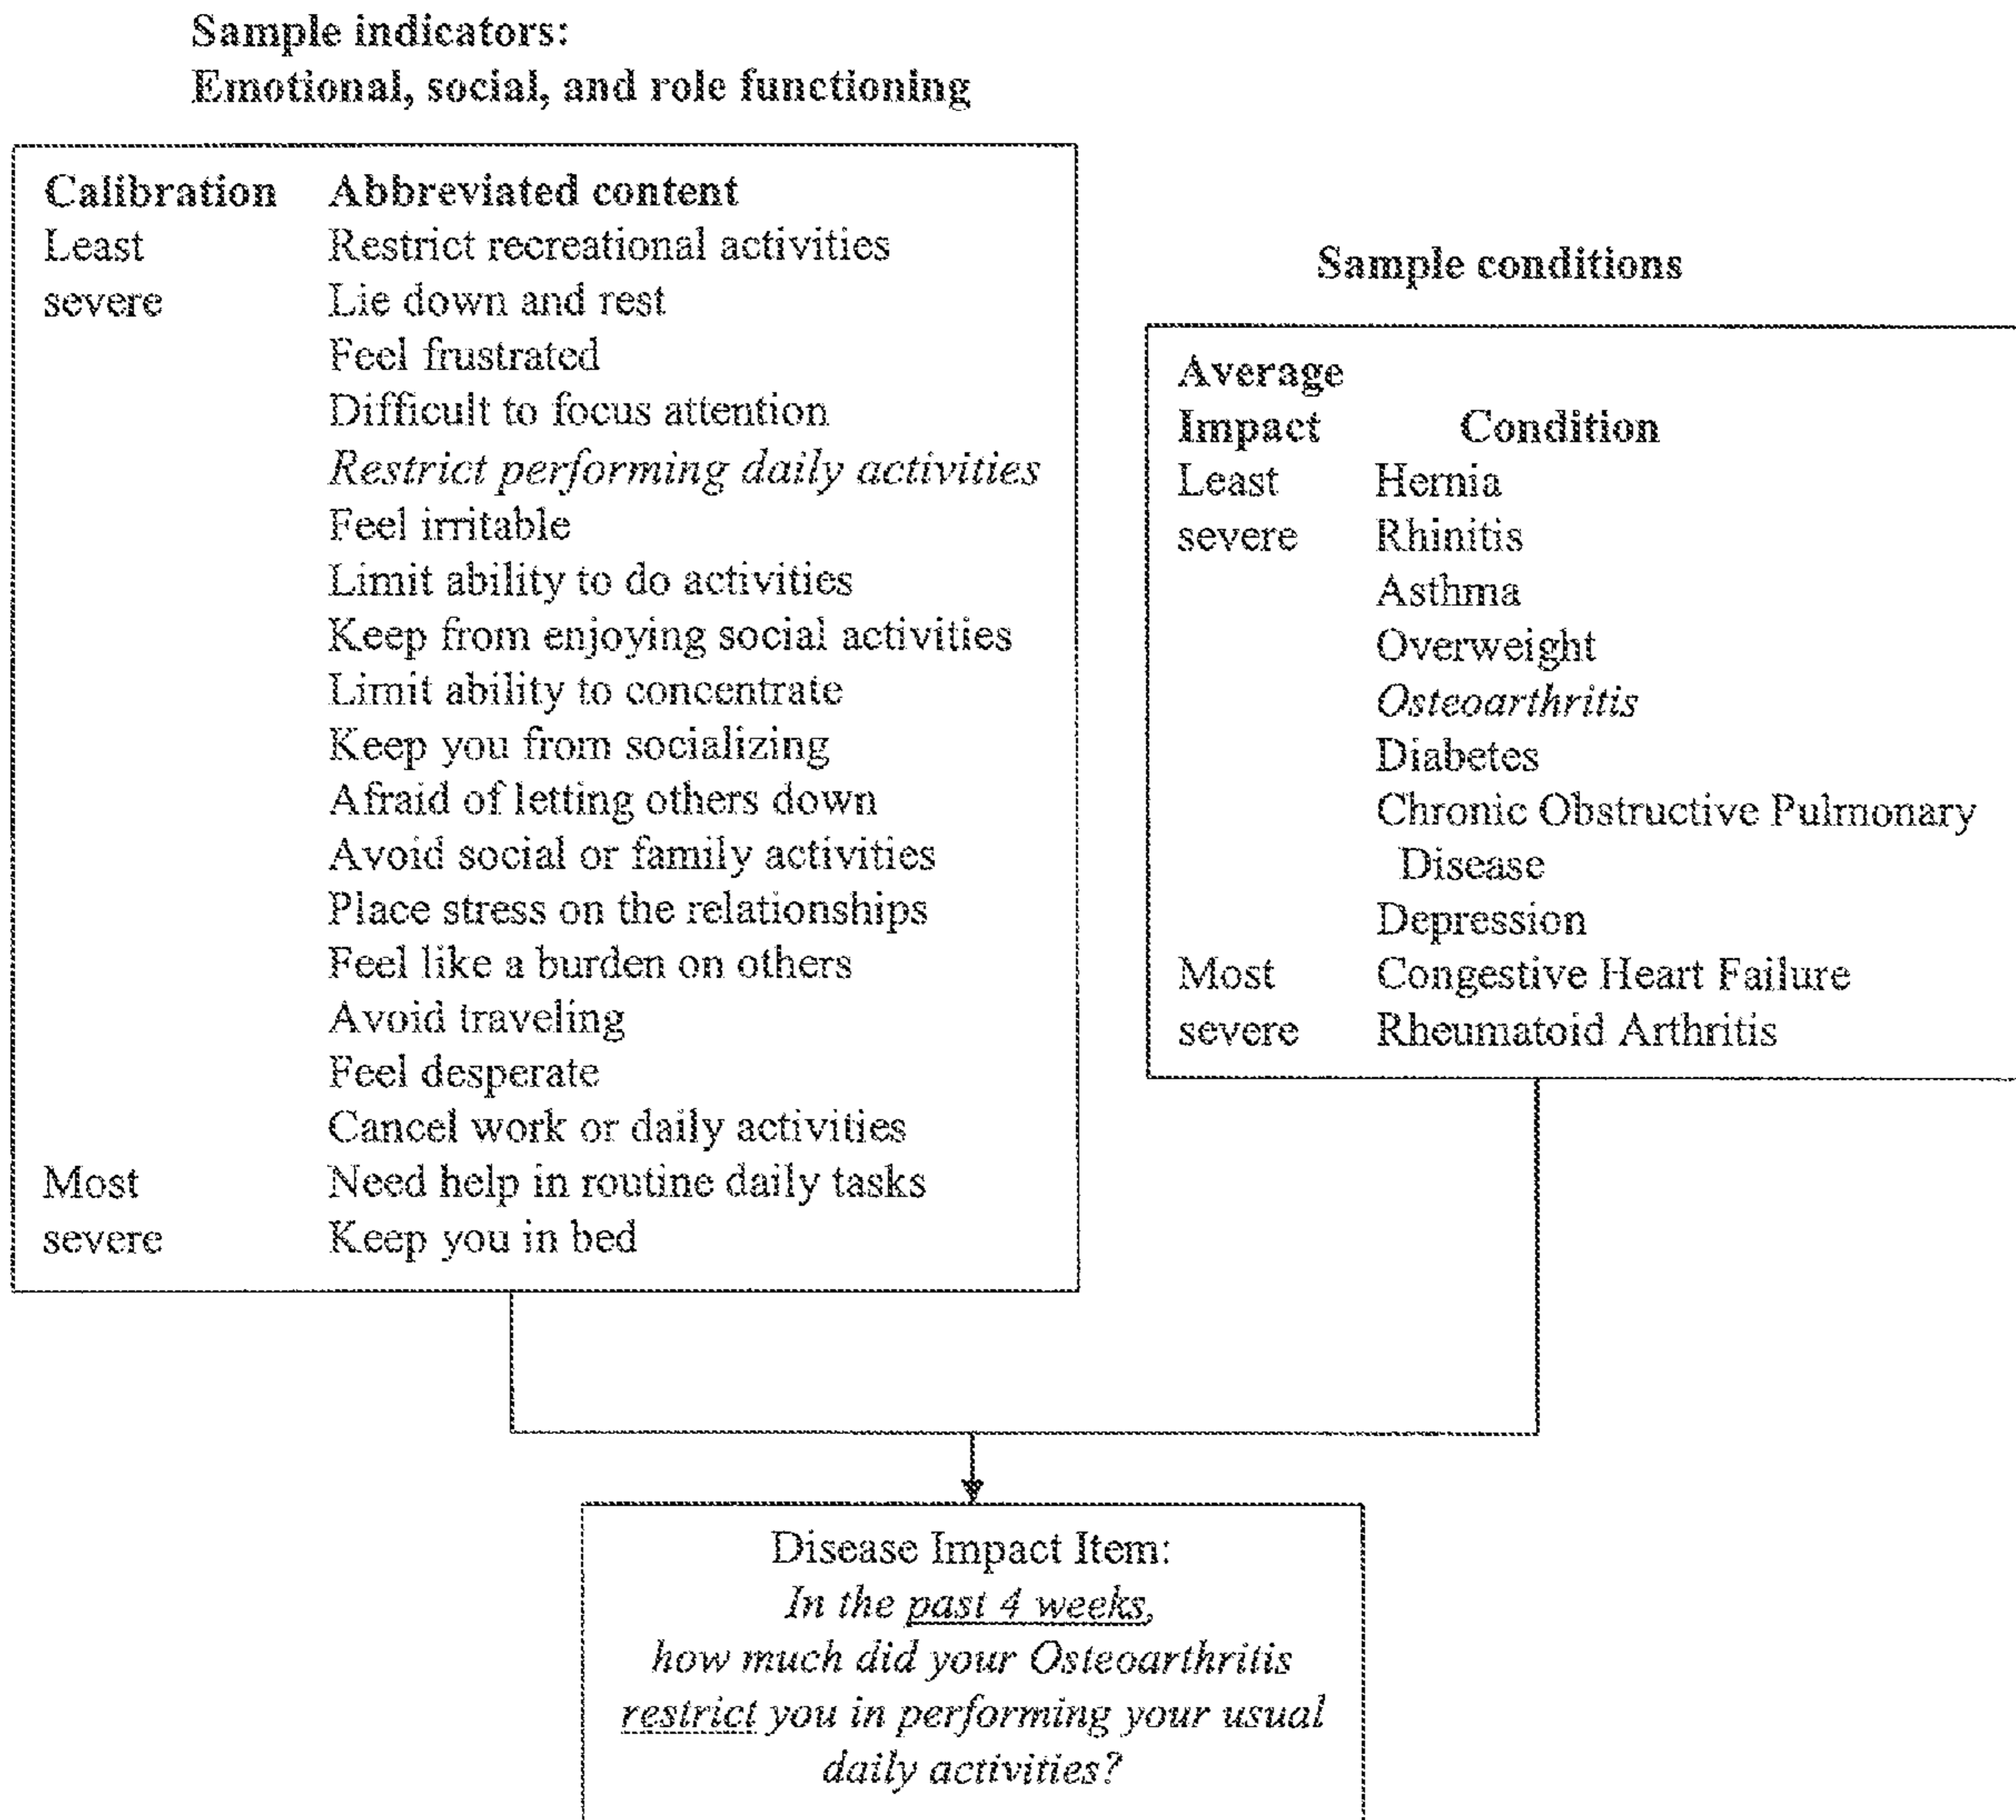 Sample indicators:
Emotional, social, and role functioning
Calibration Abbreviated content
Least Restrict recreational activities
severe Lie down and rest
Feel frustrated
Difficult to focus attention
Restrict performing daily activities
Feel irritable
Limit ability to do activities
Keep from enjoying social activities
Limit ability to concentrate
Keep you from socializing
Afraid of letting others down
Avoid social or family activities
Place stress on the relationships
Feel like a burden on others
Avoid traveling
Feel desperate
Cancel work or daily activities
Most Need help in routine daily tasks
severe Keep you in bed
Sample conditions
Average
Impact Condition
Least Hernia
severe Rhinitis
Asthma
Overweight
Osteoarthritis
Diabetes
Chronic Obstructive Pulmonary
Disease
Depression
Most Congestive Heart Failure
severe Rheumatoid Arthritis
Disease Impact Item:
In the past 4 weeks,
how much did your Osteoarthritis
restrict you in performing your usual
daily activities?